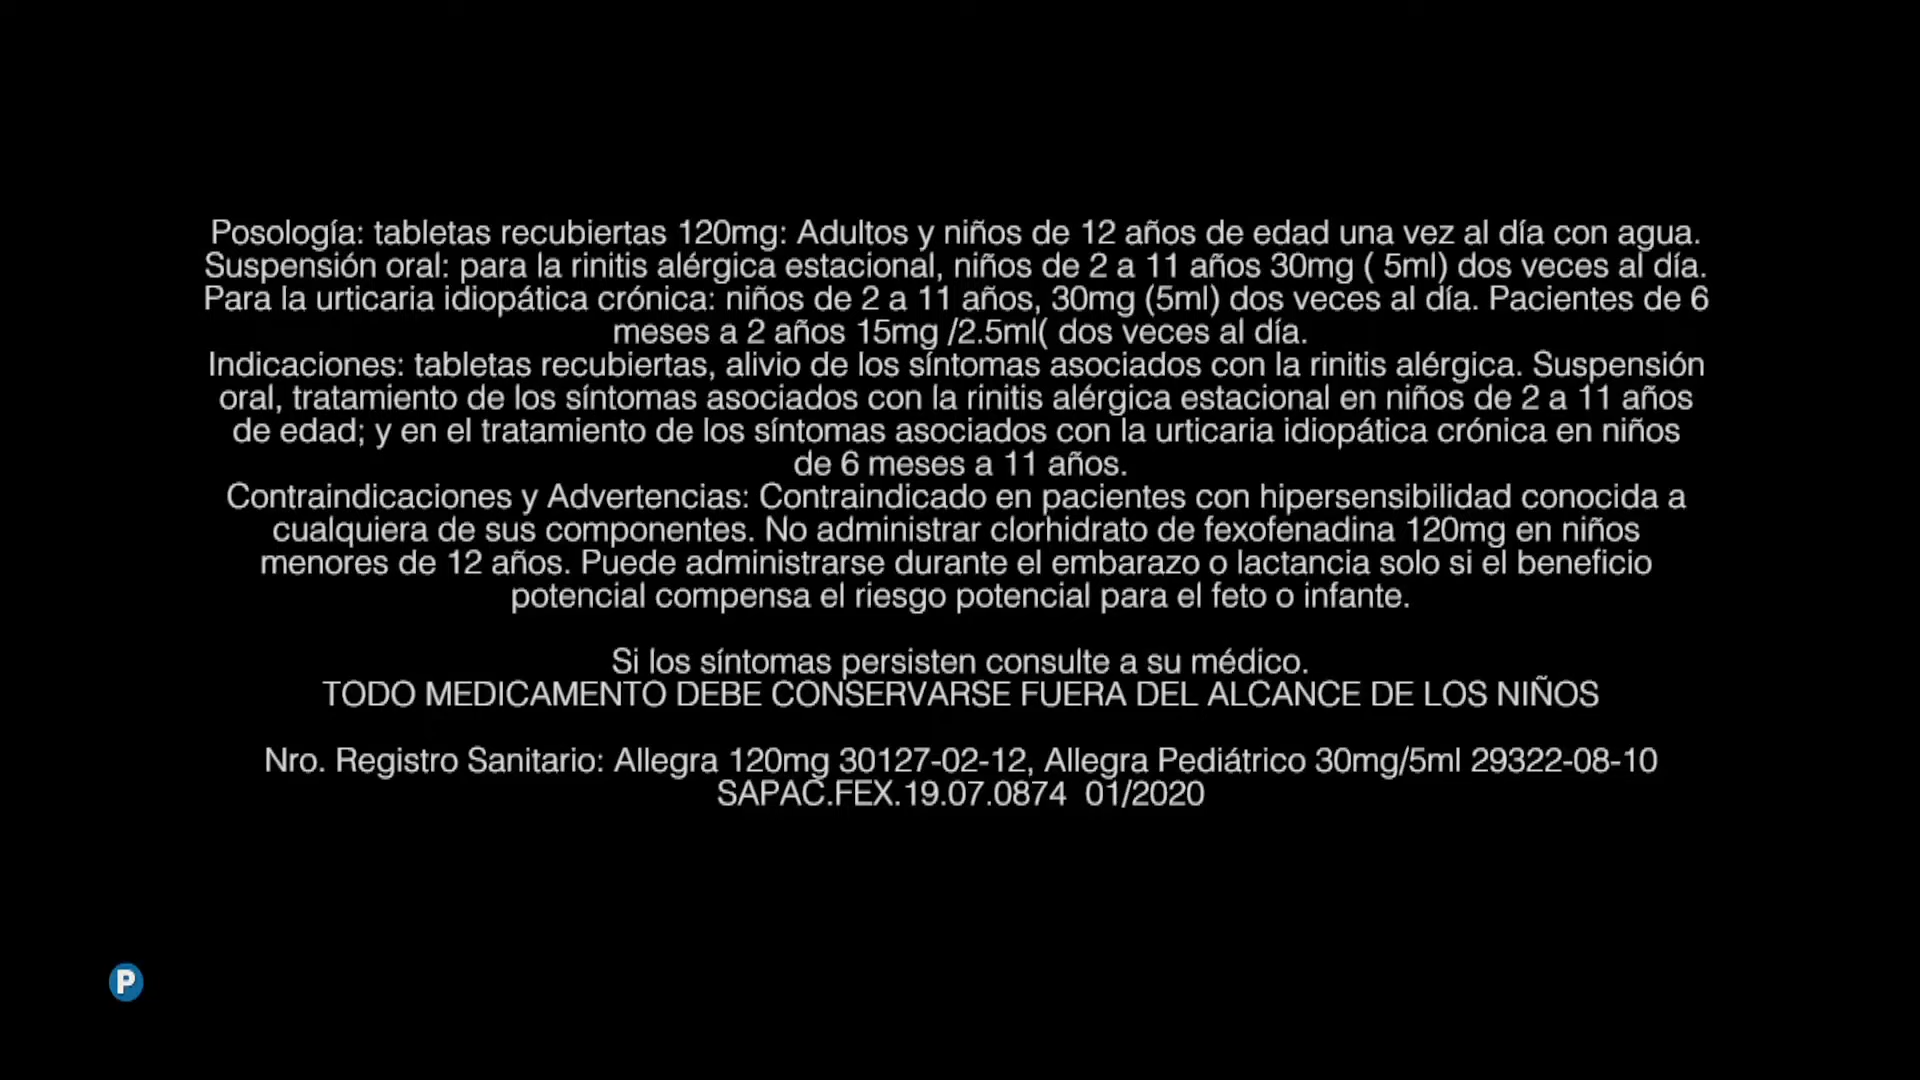 Posología: tabletas recubiertas 120mg: Adultos y niños de 12 años de edad una vez al día con agua.
Suspensión oral: para la rinitis alérgica estacional, niños de 2 a 11 años 30mg ( 5ml) dos veces al día.
Para la urticaria idiopática crónica: niños de 2 a 11 años, 30mg (5ml) dos veces al día. Pacientes de 6
meses a 2 años 15mg /2.5ml( dos veces al día.
Indicaciones: tabletas recubiertas, alivio de los síntomas asociados con la rinitis alérgica. Suspensión
oral, tratamiento de los síntomas asociados con la rinitis alérgica estacional en niños de 2 a 11 años
de edad; y en el tratamiento de los síntomas asociados con la urticaria idiopática crónica en niños
de 6 meses a 11 años.
Contraindicaciones y Advertencias: Contraindicado en pacientes con hipersensibilidad conocida a
cualquiera de sus componentes. No administrar clorhidrato de fexofenadina 120mg en niños
menores de 12 años. Puede administrarse durante el embarazo o lactancia solo si el beneficio
potencial compensa el riesgo potencial para el feto o infante.
Si los síntomas persisten consulte a su médico.
TODO MEDICAMENTO DEBE CONSERVARSE FUERA DEL ALCANCE DE LOS NIÑOS
Nro. Registro Sanitario: Allegra 120mg 30127-02-12, Allegra Pediátrico 30mg/5ml 29322-08-10
SAPAC.FEX.19.07.0874  01/2020
P